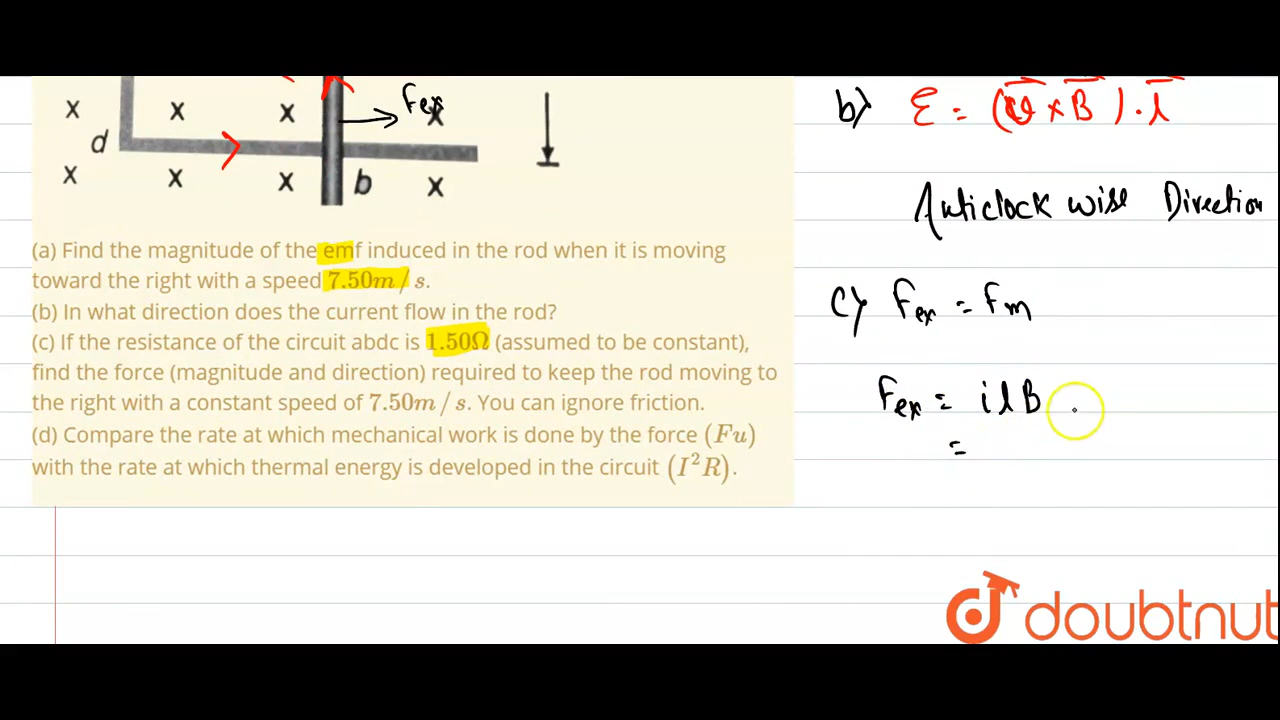 x x x Fex x
d
x x x b x
(a) Find the magnitude of the emf induced in the rod when it is moving
toward the right with a speed 7.50m/s.
(b) In what direction does the current flow in the rod?
(c) If the resistance of the circuit abdc is 1.50Ω (assumed to be constant),
find the force (magnitude and direction) required to keep the rod moving to
the right with a constant speed of 7.50m/s. You can ignore friction.
(d) Compare the rate at which mechanical work is done by the force (Fu)
with the rate at which thermal energy is developed in the circuit (I²R).
b) ε = (v × B) · l
Anticlock wise Direction
c) Fex = Fm
Fex = ilB
=
doubtnut